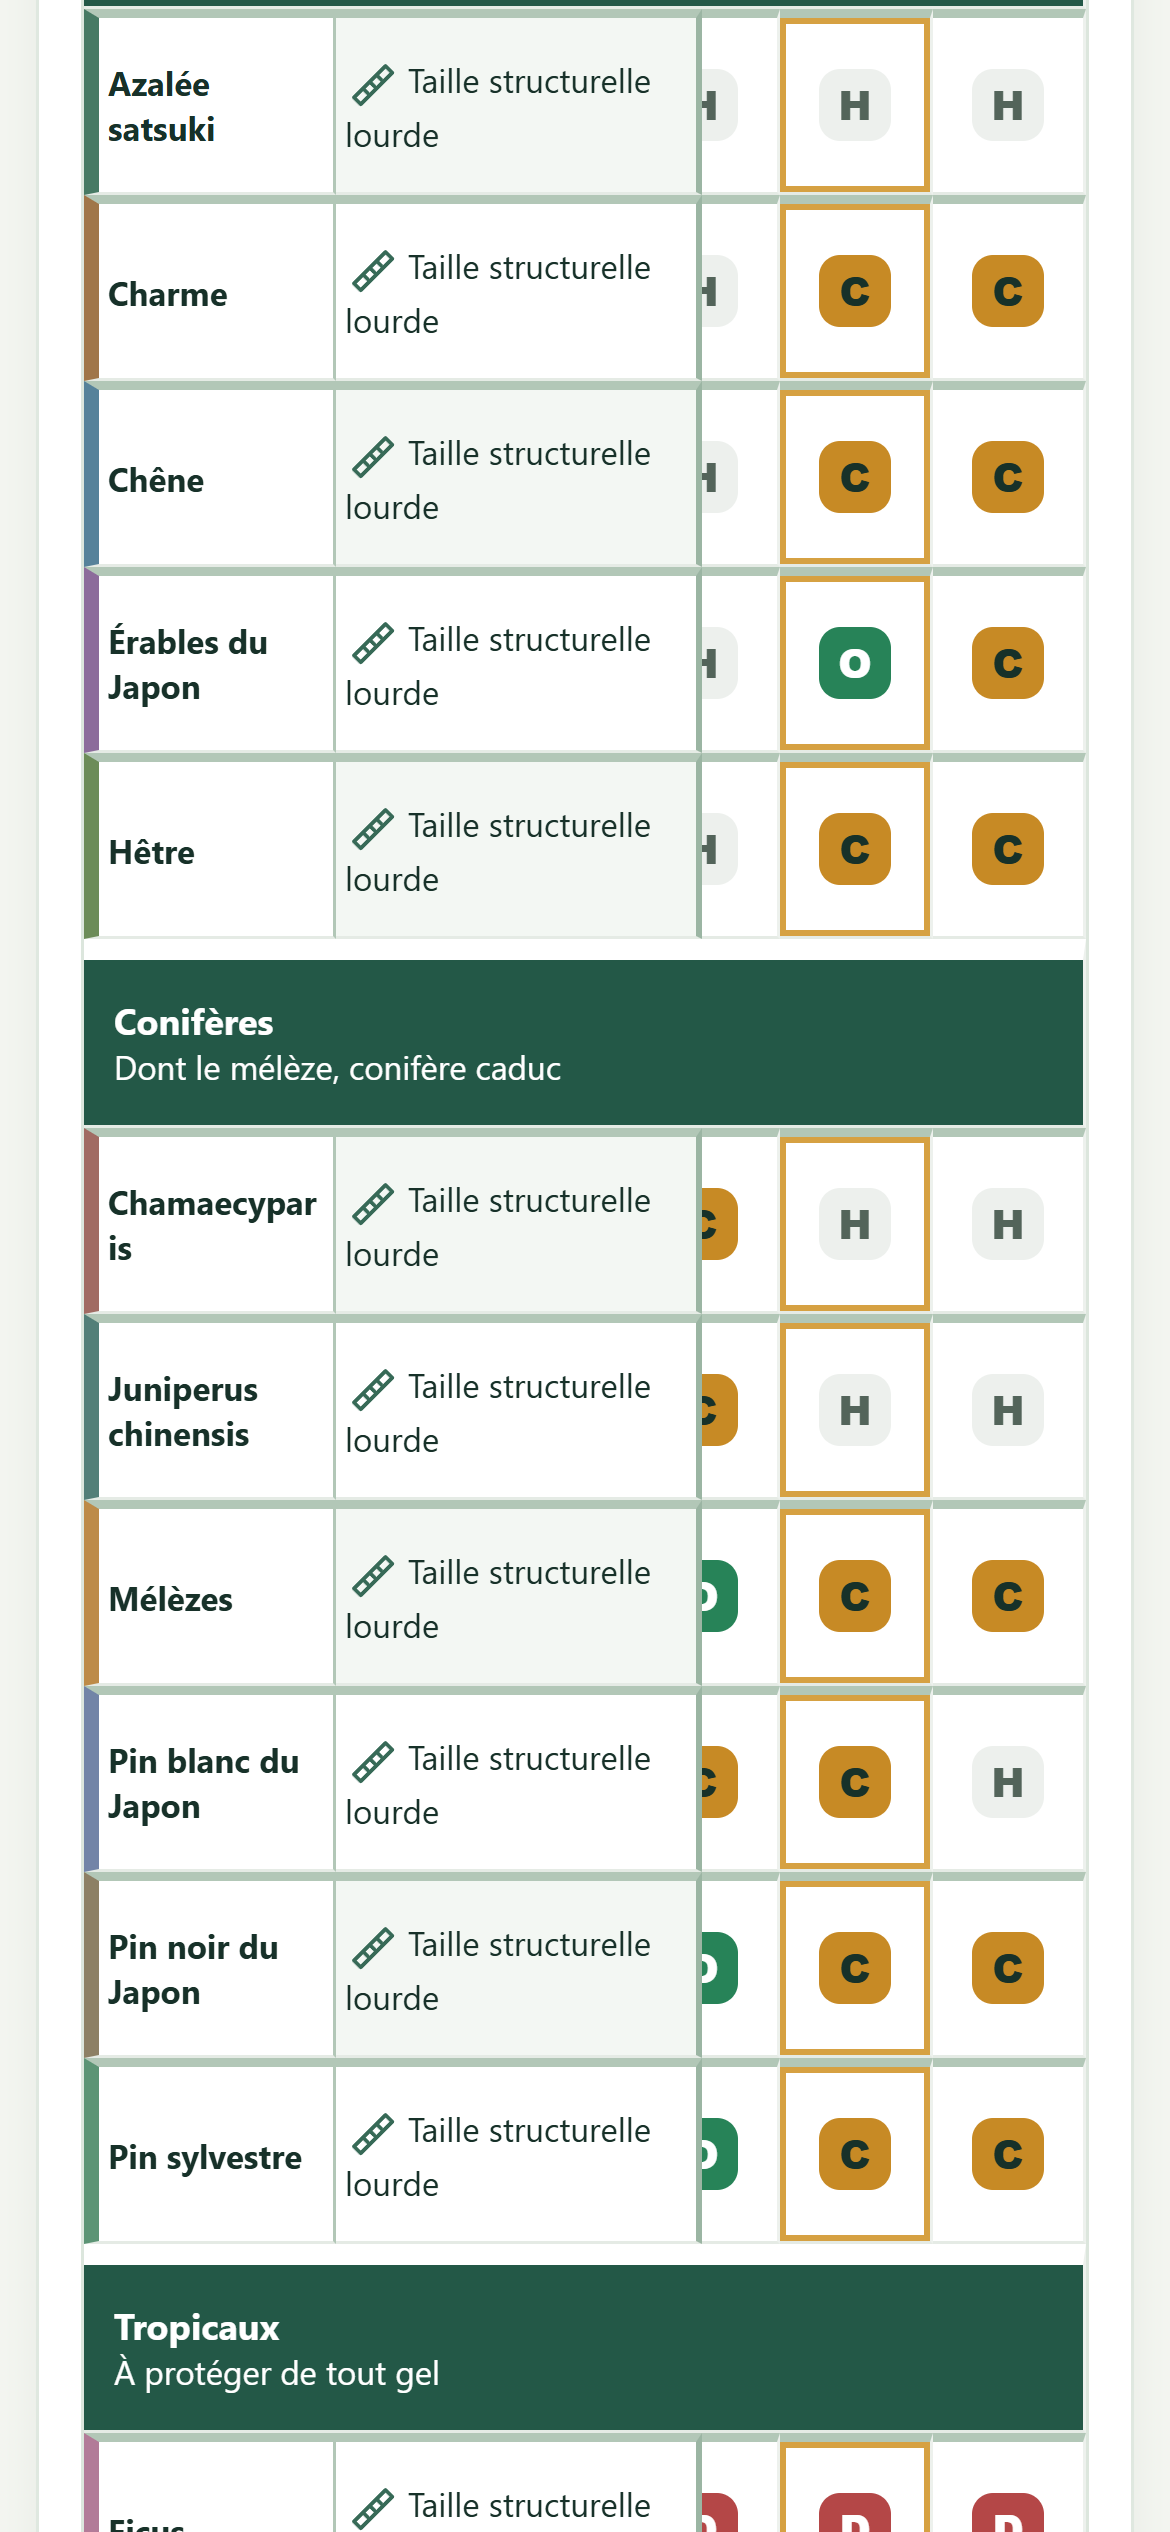 Azalée
satsuki
Taille structurelle
lourde
H
H
H
Charme
Taille structurelle
lourde
H
C
C
Chêne
Taille structurelle
lourde
H
C
C
Érables du
Japon
Taille structurelle
lourde
H
O
C
Hêtre
Taille structurelle
lourde
H
C
C
Conifères
Dont le mélèze, conifère caduc
Chamaecypar
is
Taille structurelle
lourde
C
H
H
Juniperus
chinensis
Taille structurelle
lourde
C
H
H
Mélèzes
Taille structurelle
lourde
O
C
C
Pin blanc du
Japon
Taille structurelle
lourde
C
C
H
Pin noir du
Japon
Taille structurelle
lourde
O
C
C
Pin sylvestre
Taille structurelle
lourde
O
C
C
Tropicaux
À protéger de tout gel
Ficus
Taille structurelle
D
D